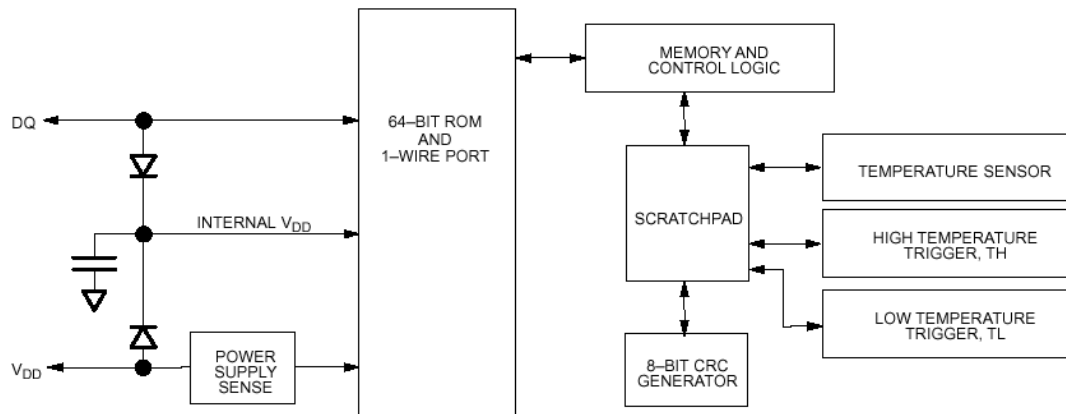 DQ
INTERNAL VDD
VDD
POWER
SUPPLY
SENSE
64–BIT ROM
AND
1–WIRE PORT
MEMORY AND
CONTROL LOGIC
SCRATCHPAD
8–BIT CRC
GENERATOR
TEMPERATURE SENSOR
HIGH TEMPERATURE
TRIGGER, TH
LOW TEMPERATURE
TRIGGER, TL